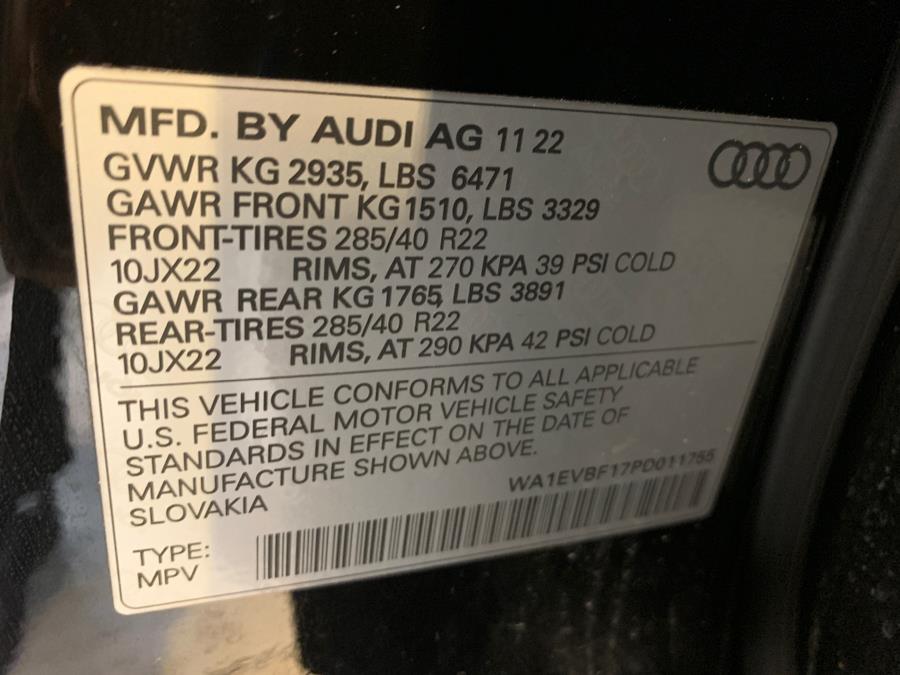 MFD. BY AUDI AG 11 22
GVWR KG 2935, LBS 6471
GAWR FRONT KG1510, LBS 3329
FRONT-TIRES 285/40 R22
10JX22 RIMS, AT 270 KPA 39 PSI COLD
GAWR REAR KG 1765, LBS 3891
REAR-TIRES 285/40 R22
10JX22 RIMS, AT 290 KPA 42 PSI COLD
THIS VEHICLE CONFORMS TO ALL APPLICABLE
U.S. FEDERAL MOTOR VEHICLE SAFETY
STANDARDS IN EFFECT ON THE DATE OF
MANUFACTURE SHOWN ABOVE.
WA1EVBF17PD011755
SLOVAKIA
TYPE:
MPV